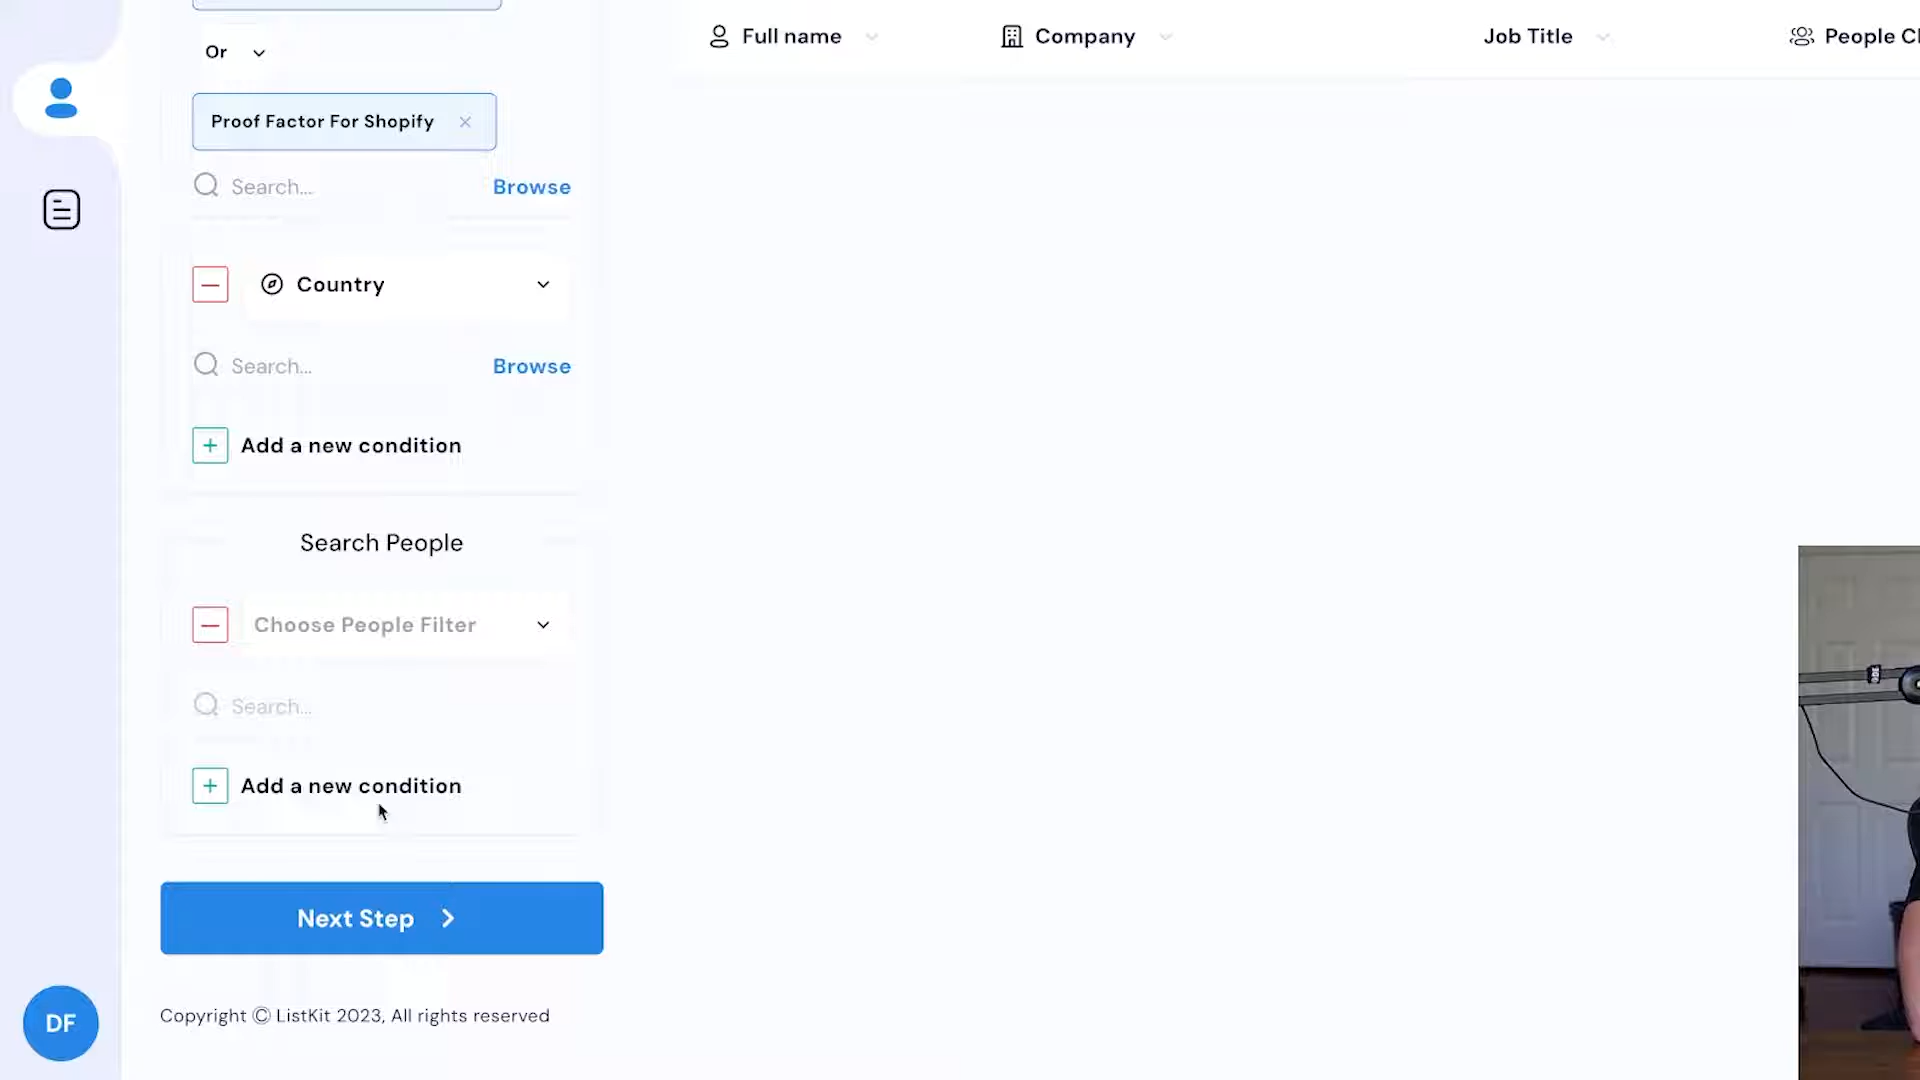 Or
Full name
Company
Job Title
People Cl
Proof Factor For Shopify
Search...
Browse
Country
Search...
Browse
Add a new condition
Search People
Choose People Filter
Search...
Add a new condition
Next Step
DF
Copyright © ListKit 2023, All rights reserved